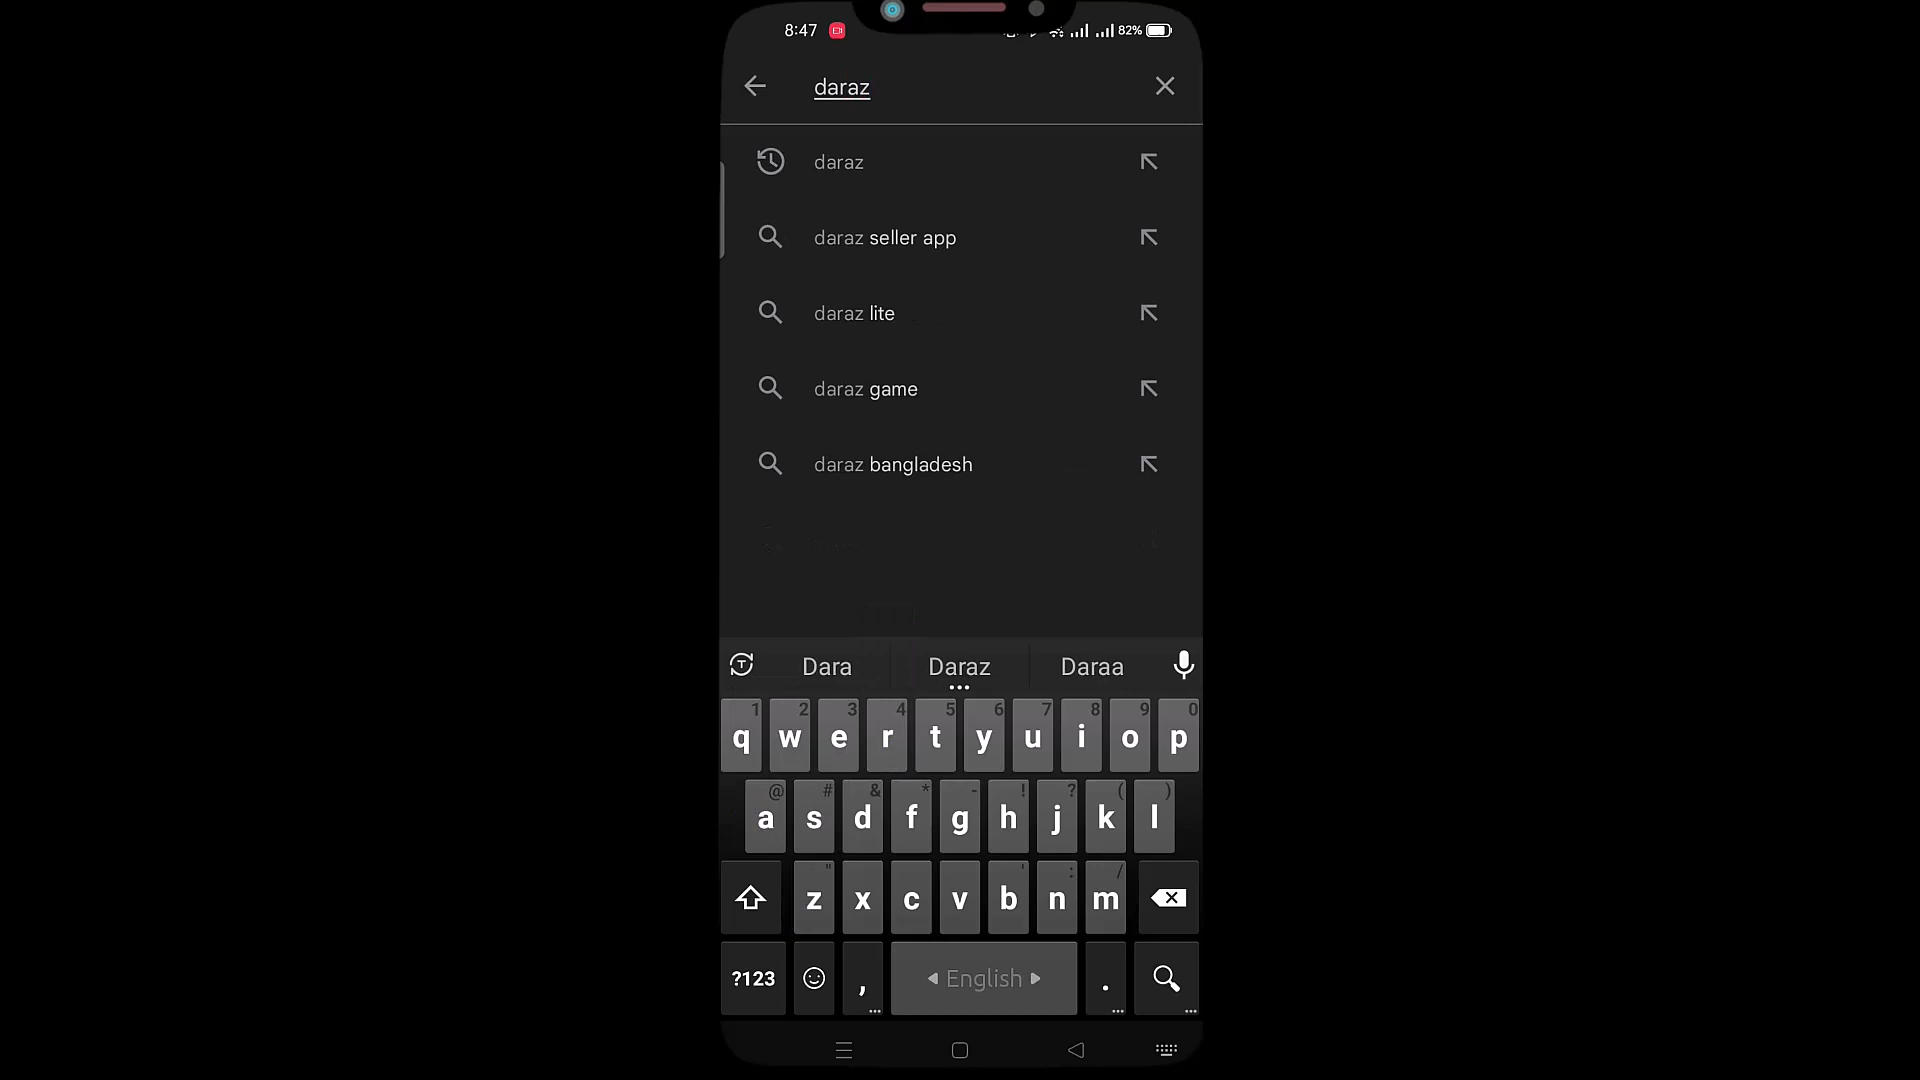 8:47 82%
daraz
daraz
daraz seller app
daraz lite
daraz game
daraz bangladesh
Dara Daraz Daraa
1 2 3 4 5 6 7 8 9 0
q w e r t y u i o p
@ # & * - ! ? ( )
a s d f g h j k l
" ' : /
z x c v b n m
?123 , English .